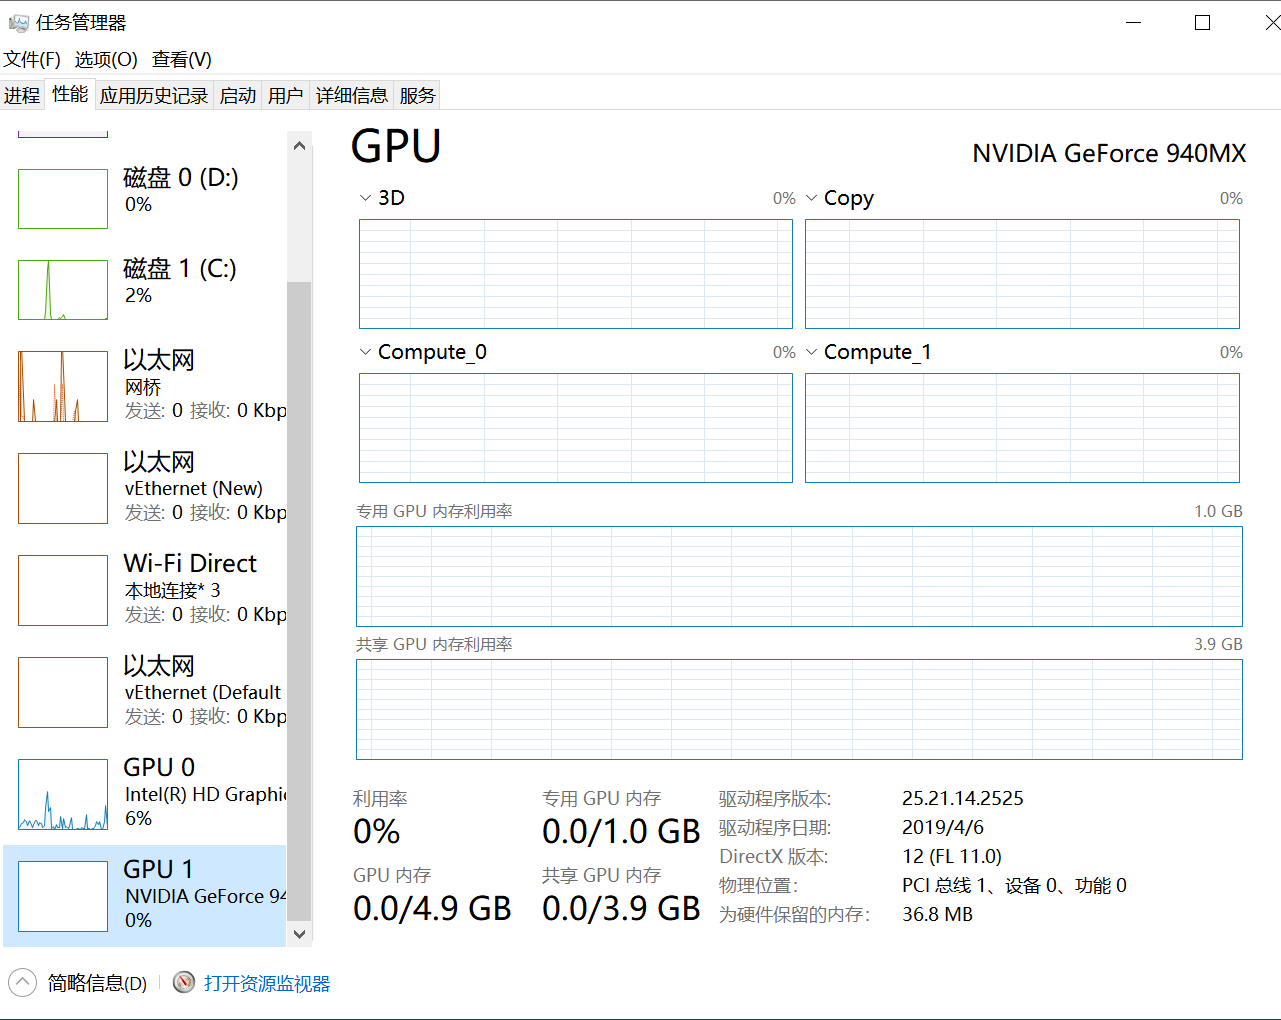 任务管理器
文件(F) 选项(O) 查看(V)
进程 性能 应用历史记录 启动 用户 详细信息 服务
磁盘 0 (D:)
0%
磁盘 1 (C:)
2%
以太网
网桥
发送: 0 接收: 0 Kbp
以太网
vEthernet (New)
发送: 0 接收: 0 Kbp
Wi-Fi Direct
本地连接* 3
发送: 0 接收: 0 Kbp
以太网
vEthernet (Default
发送: 0 接收: 0 Kbp
GPU 0
Intel(R) HD Graphi
6%
GPU 1
NVIDIA GeForce 94
0%
GPU
NVIDIA GeForce 940MX
3D 0% Copy 0%
Compute_0 0% Compute_1 0%
专用 GPU 内存利用率 1.0 GB
共享 GPU 内存利用率 3.9 GB
利用率
0%
专用 GPU 内存
0.0/1.0 GB
GPU 内存
0.0/4.9 GB
共享 GPU 内存
0.0/3.9 GB
驱动程序版本: 25.21.14.2525
驱动程序日期: 2019/4/6
DirectX 版本: 12 (FL 11.0)
物理位置: PCI 总线 1、设备 0、功能 0
为硬件保留的内存: 36.8 MB
简略信息(D) 打开资源监视器